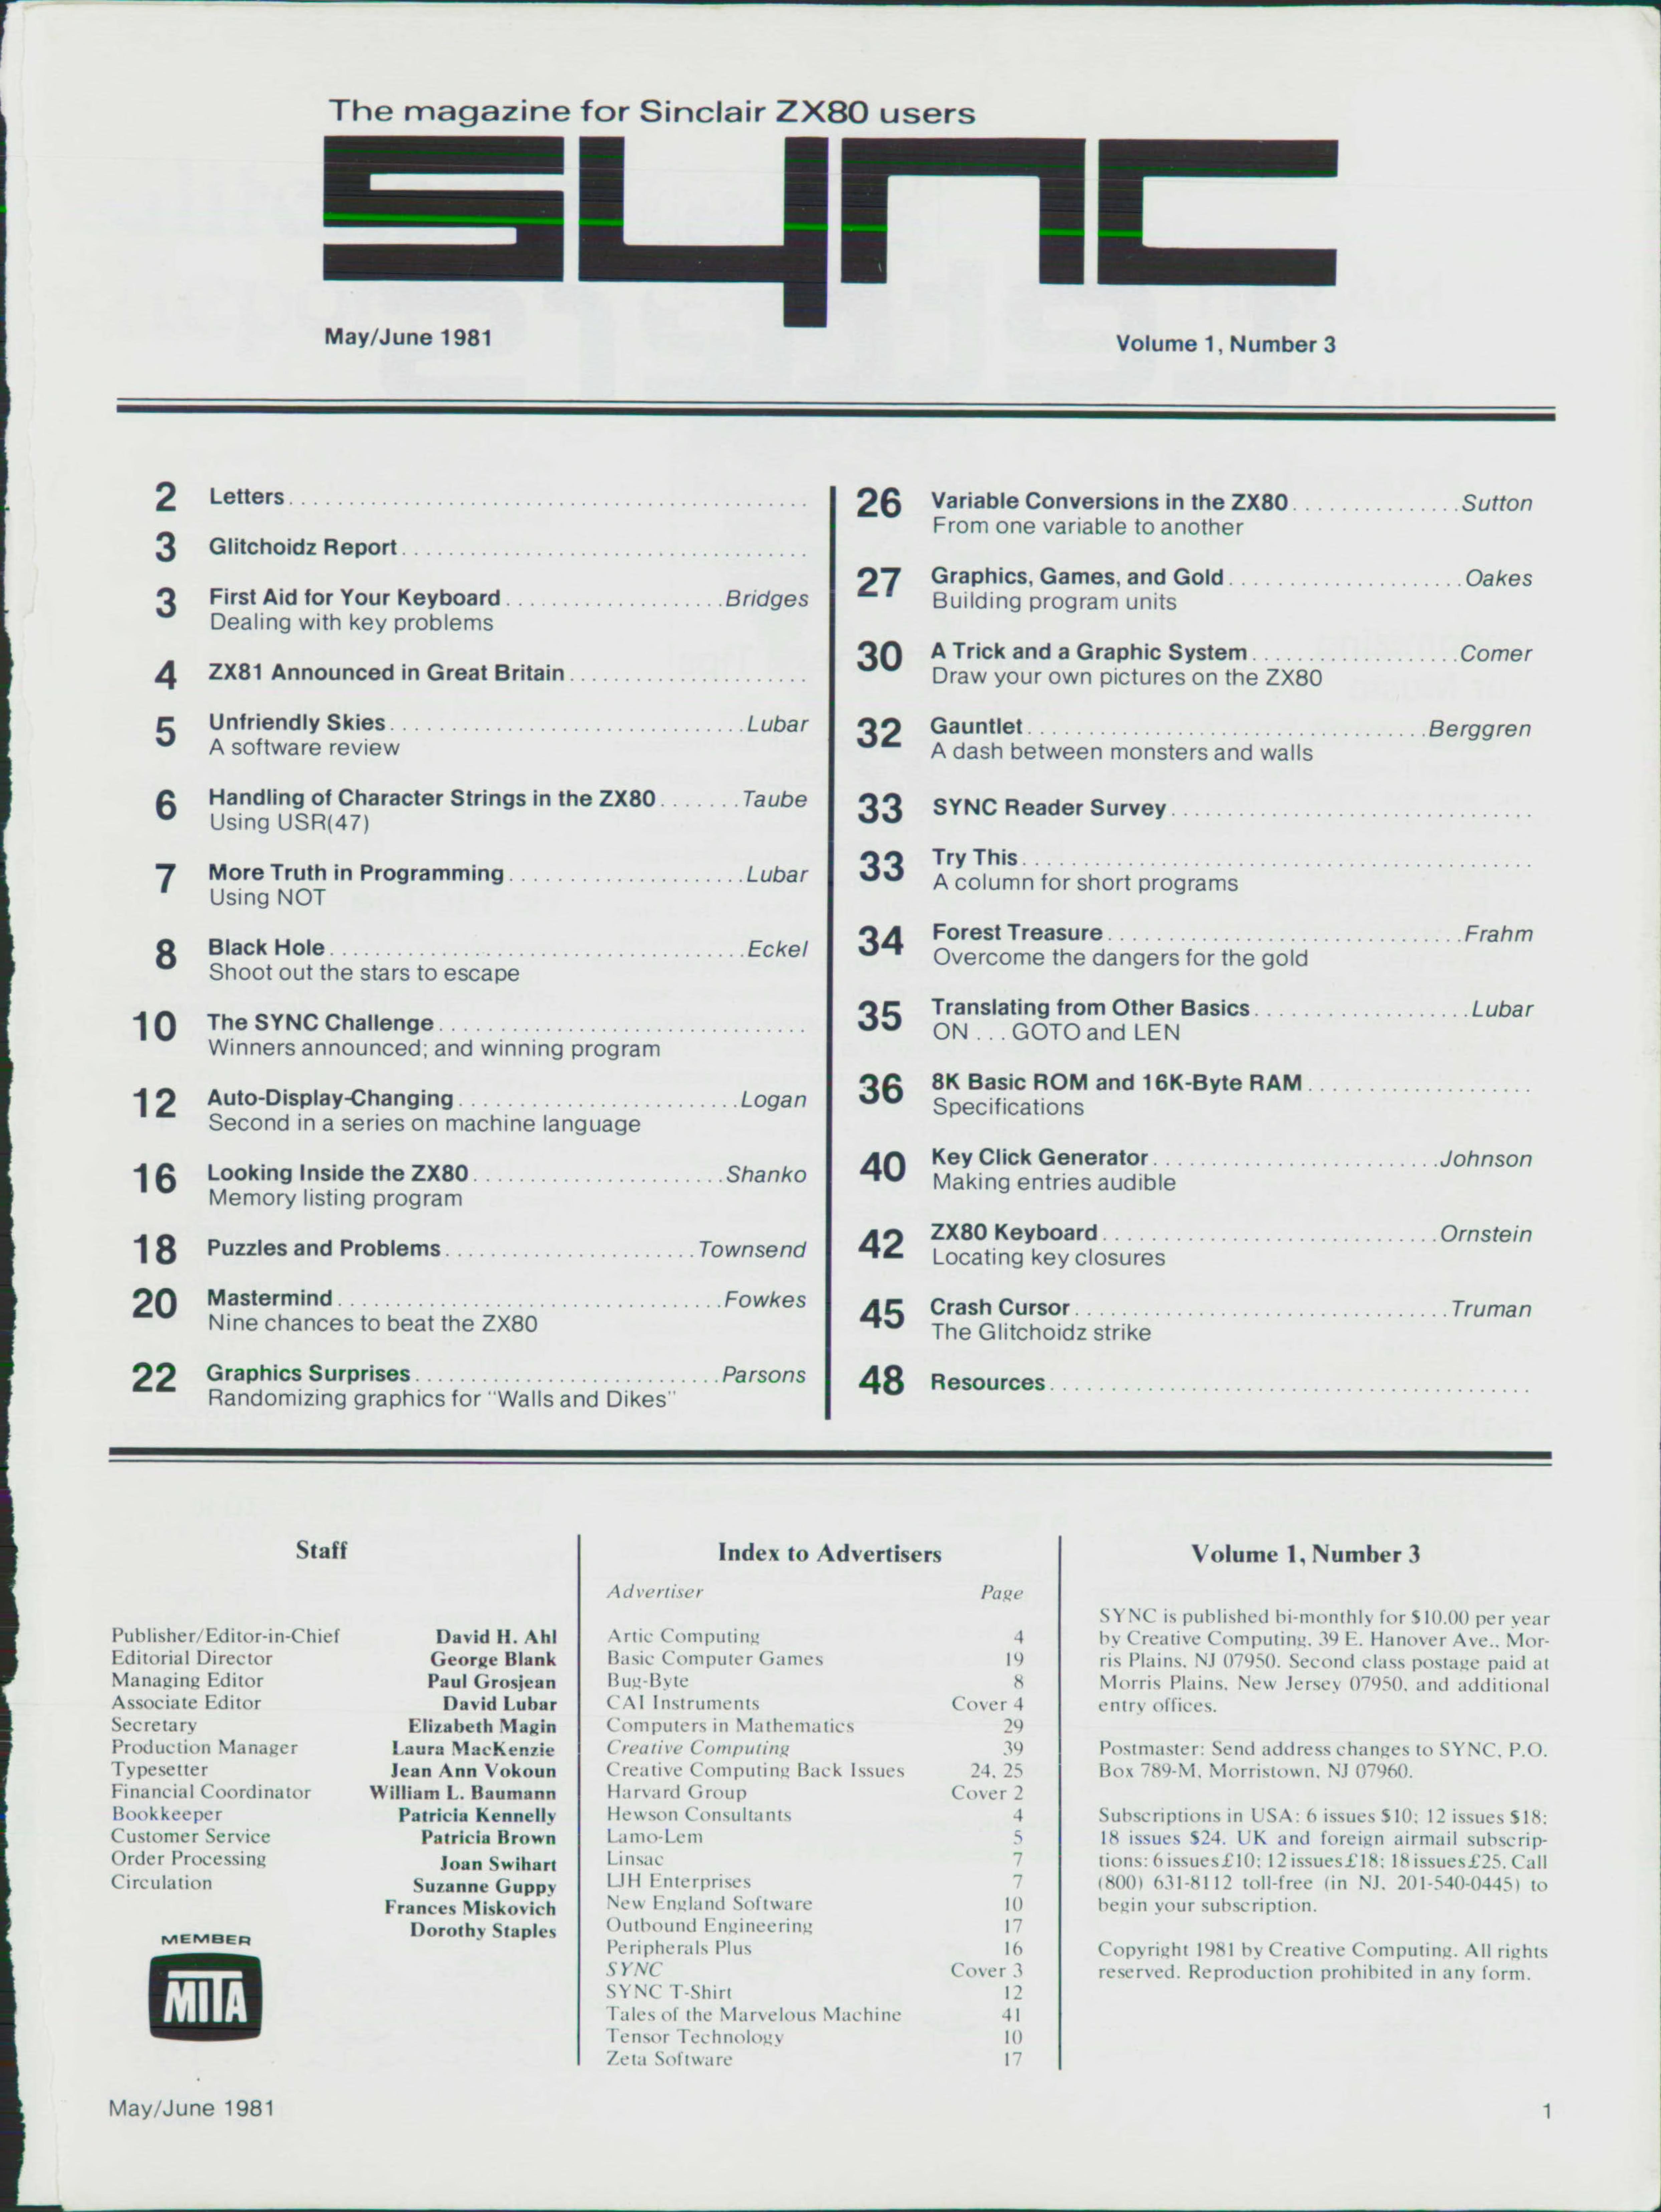 The magazine for Sinclair ZX80 users
sync
May/June 1981
Volume 1, Number 3
2 Letters
3 Glitchoidz Report
3 First Aid for Your Keyboard Bridges
Dealing with key problems
4 ZX81 Announced in Great Britain
5 Unfriendly Skies Lubar
A software review
6 Handling of Character Strings in the ZX80 Taube
Using USR(47)
7 More Truth in Programming Lubar
Using NOT
8 Black Hole Eckel
Shoot out the stars to escape
10 The SYNC Challenge
Winners announced; and winning program
12 Auto-Display-Changing Logan
Second in a series on machine language
16 Looking Inside the ZX80 Shanko
Memory listing program
18 Puzzles and Problems Townsend
20 Mastermind Fowkes
Nine chances to beat the ZX80
22 Graphics Surprises Parsons
Randomizing graphics for "Walls and Dikes"
26 Variable Conversions in the ZX80 Sutton
From one variable to another
27 Graphics, Games, and Gold Oakes
Building program units
30 A Trick and a Graphic System Comer
Draw your own pictures on the ZX80
32 Gauntlet Berggren
A dash between monsters and walls
33 SYNC Reader Survey
33 Try This
A column for short programs
34 Forest Treasure Frahm
Overcome the dangers for the gold
35 Translating from Other Basics Lubar
ON . . . GOTO and LEN
36 8K Basic ROM and 16K-Byte RAM
Specifications
40 Key Click Generator Johnson
Making entries audible
42 ZX80 Keyboard Ornstein
Locating key closures
45 Crash Cursor Truman
The Glitchoidz strike
48 Resources
Staff
Publisher/Editor-in-Chief David H. Ahl
Editorial Director George Blank
Managing Editor Paul Grosjean
Associate Editor David Lubar
Secretary Elizabeth Magin
Production Manager Laura MacKenzie
Typesetter Jean Ann Vokoun
Financial Coordinator William L. Baumann
Bookkeeper Patricia Kennelly
Customer Service Patricia Brown
Order Processing Joan Swihart
Circulation Suzanne Guppy
Frances Miskovich
Dorothy Staples
MEMBER
MITA
Index to Advertisers
Advertiser Page
Artic Computing 4
Basic Computer Games 19
Bug-Byte 8
CAI Instruments Cover 4
Computers in Mathematics 29
Creative Computing 39
Creative Computing Back Issues 24, 25
Harvard Group Cover 2
Hewson Consultants 4
Lamo-Lem 5
Linsac 7
LJH Enterprises 7
New England Software 10
Outbound Engineering 17
Peripherals Plus 16
SYNC Cover 3
SYNC T-Shirt 12
Tales of the Marvelous Machine 41
Tensor Technology 10
Zeta Software 17
Volume 1, Number 3
SYNC is published bi-monthly for $10.00 per year
by Creative Computing, 39 E. Hanover Ave., Mor-
ris Plains, NJ 07950. Second class postage paid at
Morris Plains, New Jersey 07950, and additional
entry offices.
Postmaster: Send address changes to SYNC, P.O.
Box 789-M, Morristown, NJ 07960.
Subscriptions in USA: 6 issues $10; 12 issues $18;
18 issues $24. UK and foreign airmail subscrip-
tions: 6 issues £10; 12 issues £18; 18 issues £25. Call
(800) 631-8112 toll-free (in NJ, 201-540-0445) to
begin your subscription.
Copyright 1981 by Creative Computing. All rights
reserved. Reproduction prohibited in any form.
May/June 1981
1